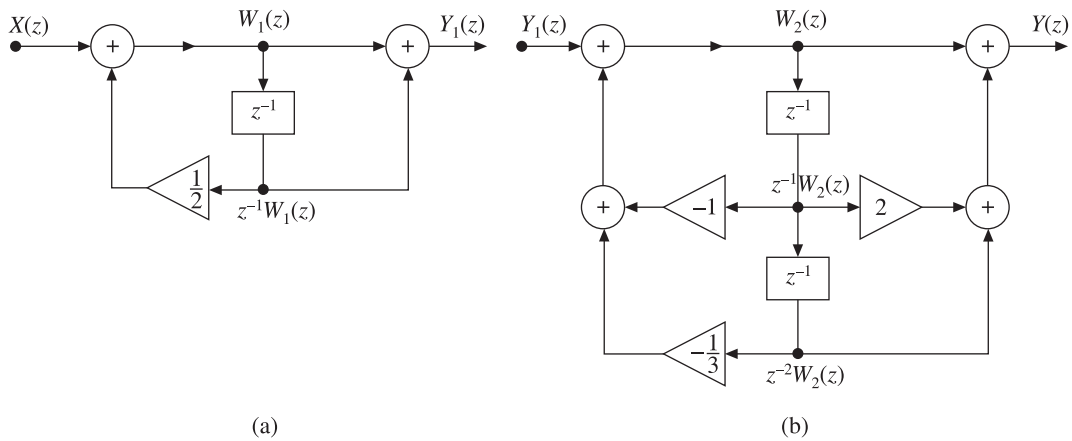 X(z) W₁(z) Y₁(z) Y₁(z) W₂(z) Y(z)
+ + + +
z⁻¹ z⁻¹
1/2 z⁻¹W₁(z) + −1 z⁻¹W₂(z) 2 +
z⁻¹
−1/3 z⁻²W₂(z)
(a) (b)